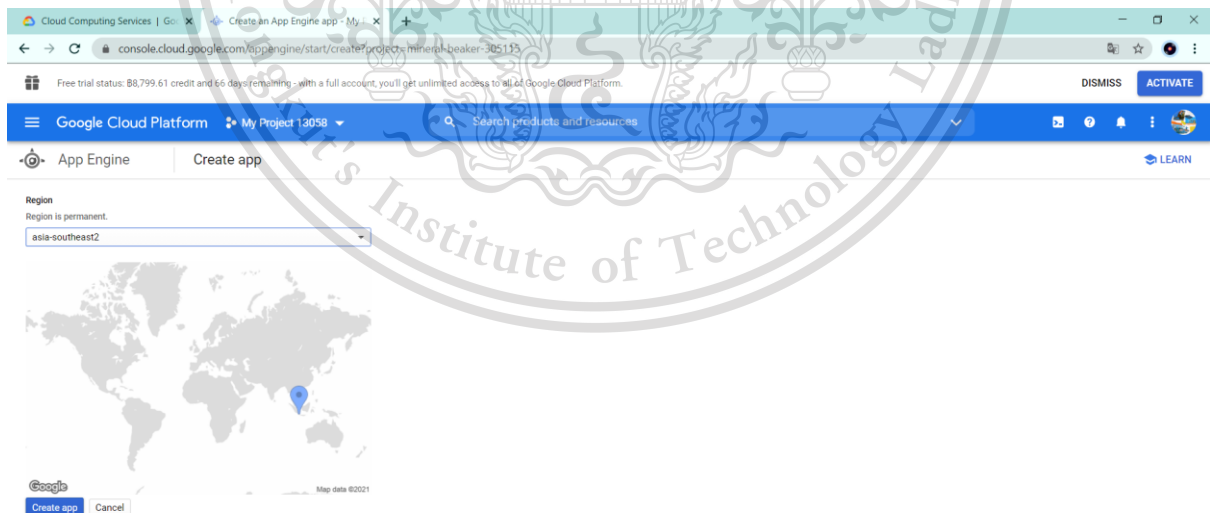 Cloud Computing Services | Go
Create an App Engine app - My
console.cloud.google.com/appengine/start/create?project=mineral-beaker-305115
Free trial status: ฿8,799.61 credit and 66 days remaining - with a full account, you'll get unlimited access to all of Google Cloud Platform.
DISMISS
ACTIVATE
Google Cloud Platform
My Project 13058
Search products and resources
App Engine
Create app
LEARN
Region
Region is permanent.
asia-southeast2
Google
Map data ©2021
Create app
Cancel
ngkut's Institute of Technology Lad